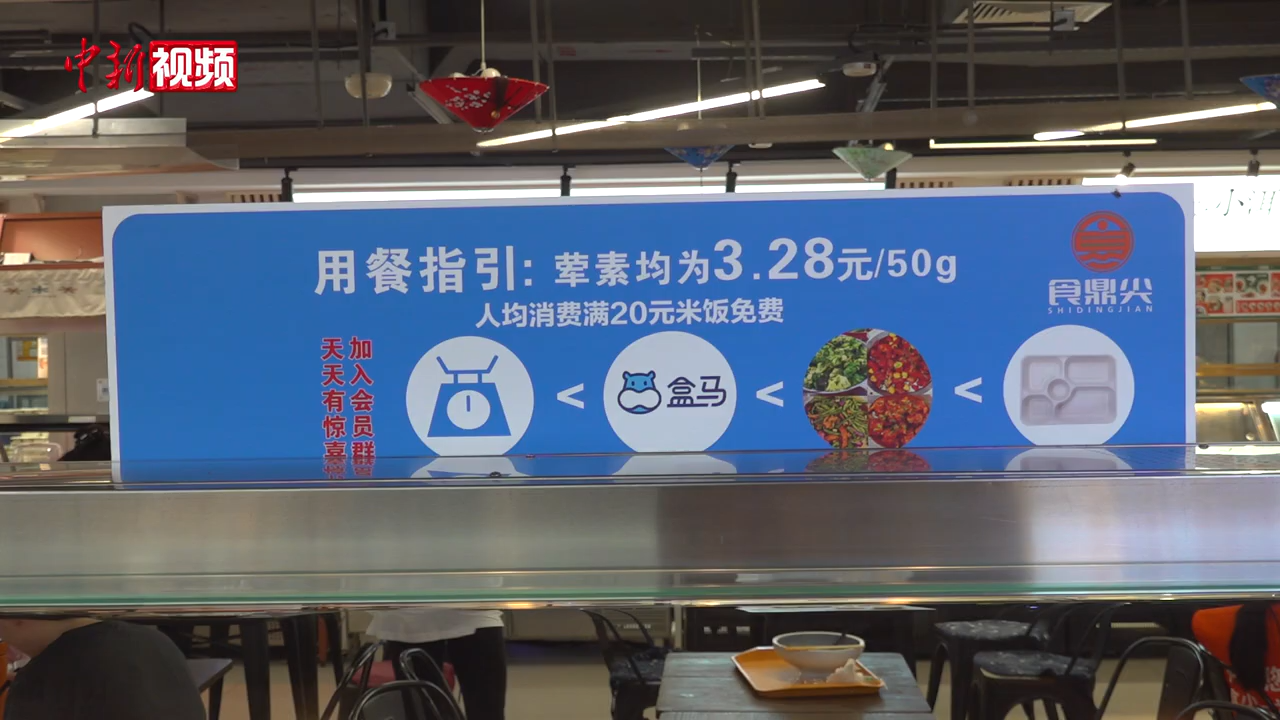 中新视频
用餐指引: 荤素均为3.28元/50g
人均消费满20元米饭免费
食鼎尖
SHIDINGJIAN
加入会员群
天天有惊喜
< 盒马 < <